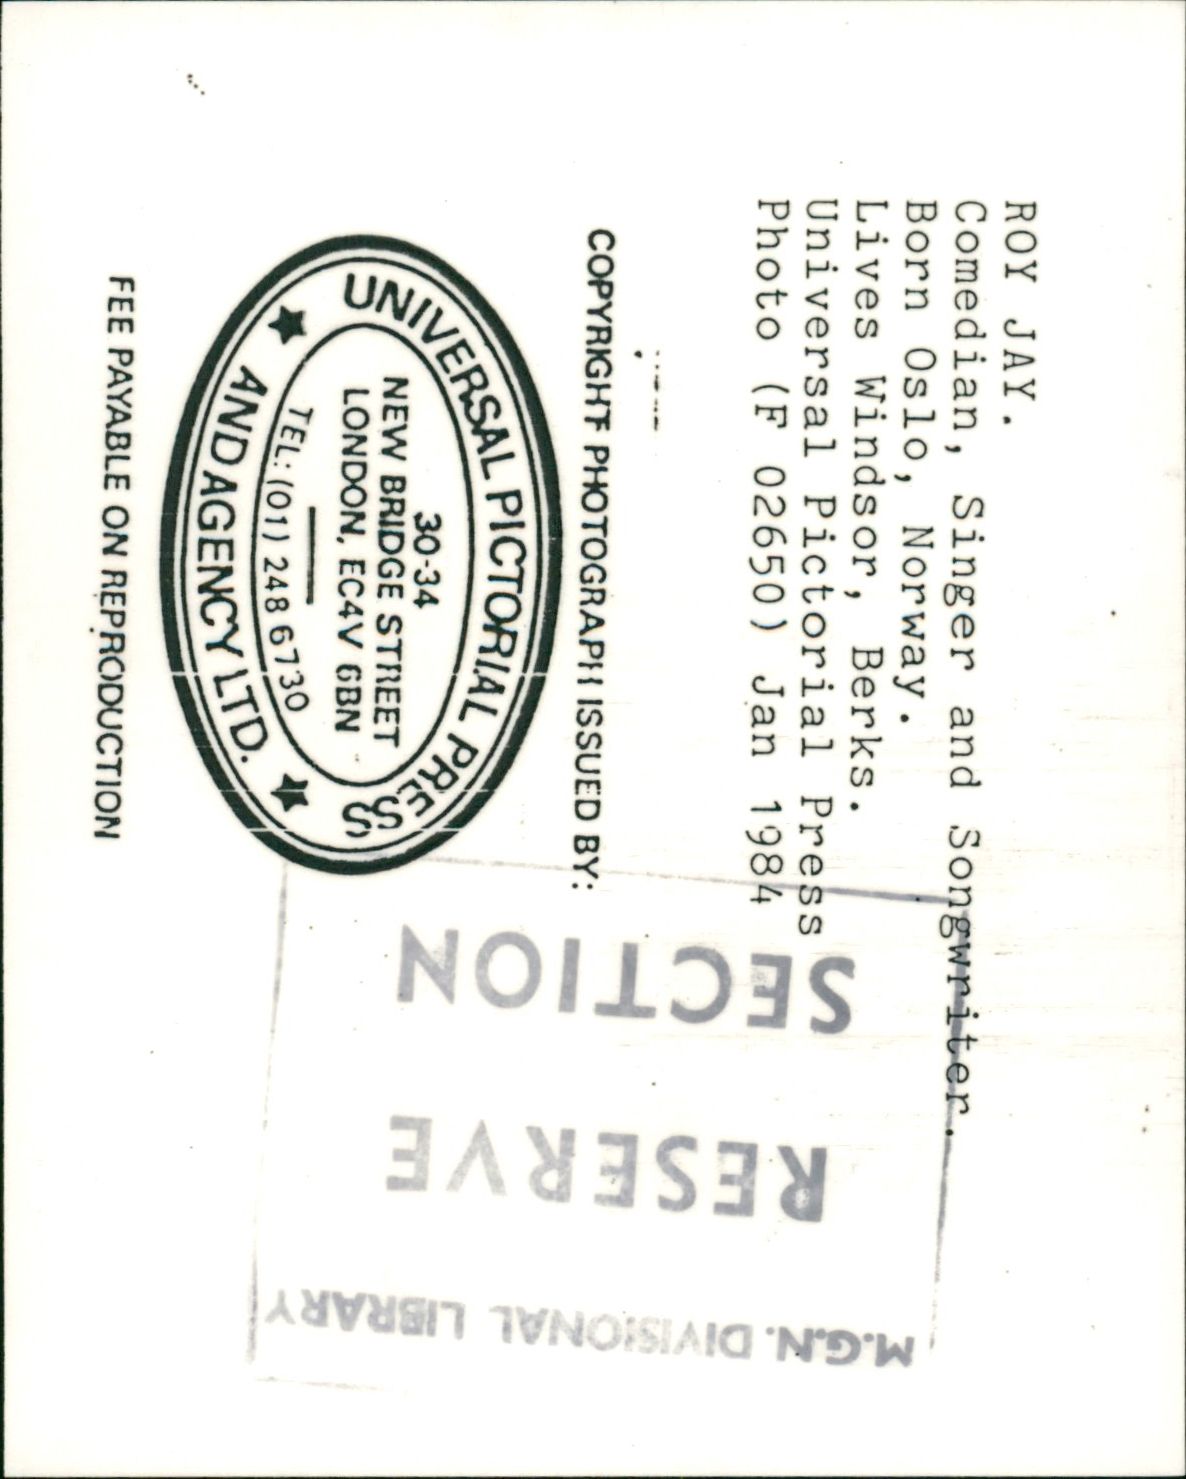 ROY JAY.
Comedian, Singer and Songwriter.
Born Oslo, Norway.
Lives Windsor, Berks.
Universal Pictorial Press
Photo (F 02650) Jan 1984
COPYRIGHT PHOTOGRAPH ISSUED BY:
UNIVERSAL PICTORIAL PRESS
30-34
NEW BRIDGE STREET
LONDON, EC4V 6BN
TEL: (01) 248 6730
AND AGENCY LTD.
FEE PAYABLE ON REPRODUCTION
M.G.N. DIVISIONAL LIBRARY
RESERVE
SECTION